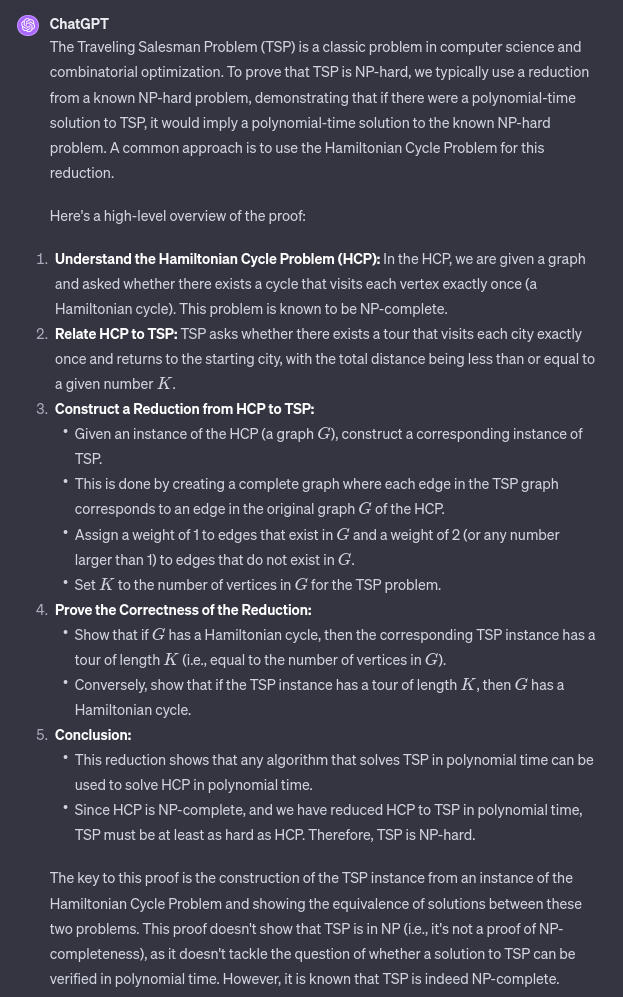 ChatGPT
The Traveling Salesman Problem (TSP) is a classic problem in computer science and
combinatorial optimization. To prove that TSP is NP-hard, we typically use a reduction
from a known NP-hard problem, demonstrating that if there were a polynomial-time
solution to TSP, it would imply a polynomial-time solution to the known NP-hard
problem. A common approach is to use the Hamiltonian Cycle Problem for this
reduction.
Here's a high-level overview of the proof:
1. Understand the Hamiltonian Cycle Problem (HCP): In the HCP, we are given a graph
and asked whether there exists a cycle that visits each vertex exactly once (a
Hamiltonian cycle). This problem is known to be NP-complete.
2. Relate HCP to TSP: TSP asks whether there exists a tour that visits each city exactly
once and returns to the starting city, with the total distance being less than or equal to
a given number K.
3. Construct a Reduction from HCP to TSP:
• Given an instance of the HCP (a graph G), construct a corresponding instance of
TSP.
• This is done by creating a complete graph where each edge in the TSP graph
corresponds to an edge in the original graph G of the HCP.
• Assign a weight of 1 to edges that exist in G and a weight of 2 (or any number
larger than 1) to edges that do not exist in G.
• Set K to the number of vertices in G for the TSP problem.
4. Prove the Correctness of the Reduction:
• Show that if G has a Hamiltonian cycle, then the corresponding TSP instance has a
tour of length K (i.e., equal to the number of vertices in G).
• Conversely, show that if the TSP instance has a tour of length K, then G has a
Hamiltonian cycle.
5. Conclusion:
• This reduction shows that any algorithm that solves TSP in polynomial time can be
used to solve HCP in polynomial time.
• Since HCP is NP-complete, and we have reduced HCP to TSP in polynomial time,
TSP must be at least as hard as HCP. Therefore, TSP is NP-hard.
The key to this proof is the construction of the TSP instance from an instance of the
Hamiltonian Cycle Problem and showing the equivalence of solutions between these
two problems. This proof doesn't show that TSP is in NP (i.e., it's not a proof of NP-
completeness), as it doesn't tackle the question of whether a solution to TSP can be
verified in polynomial time. However, it is known that TSP is indeed NP-complete.